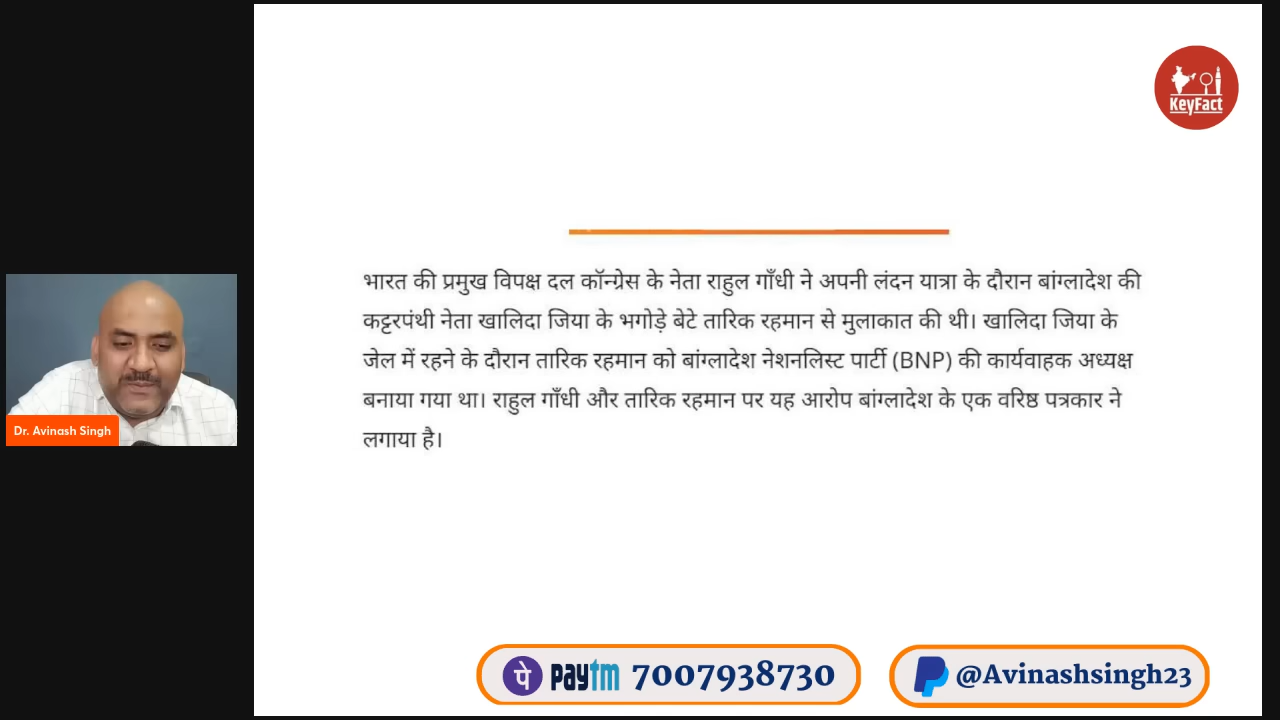 KeyFact
भारत की प्रमुख विपक्ष दल कॉन्ग्रेस के नेता राहुल गाँधी ने अपनी लंदन यात्रा के दौरान बांग्लादेश की
कट्टरपंथी नेता खालिदा जिया के भगोड़े बेटे तारिक रहमान से मुलाकात की थी। खालिदा जिया के
जेल में रहने के दौरान तारिक रहमान को बांग्लादेश नेशनलिस्ट पार्टी (BNP) की कार्यवाहक अध्यक्ष
बनाया गया था। राहुल गाँधी और तारिक रहमान पर यह आरोप बांग्लादेश के एक वरिष्ठ पत्रकार ने
लगाया है।
Dr. Avinash Singh
पे paytm 7007938730
@Avinashsingh23